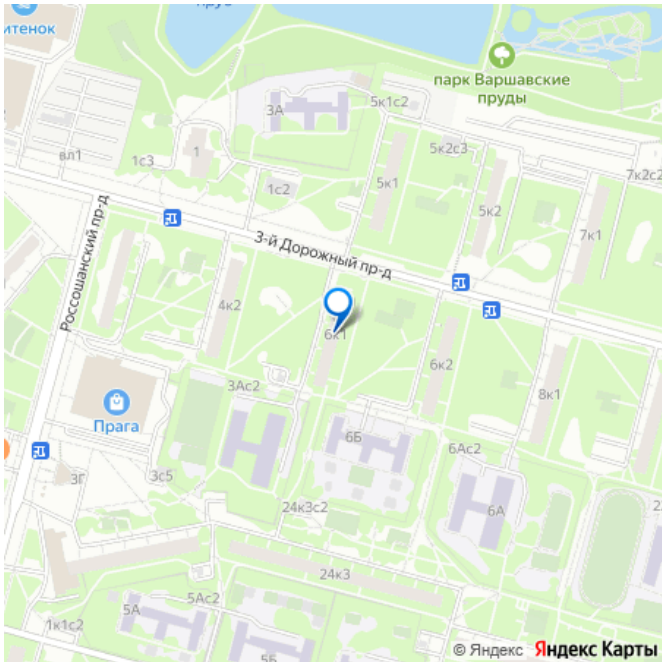 итенок
парк Варшавские
пруды
3А
5к1с2
вл1
1с3
1
1с2
5к1
5к2с3
5к2
7к2с2
7к1
Россошанский пр-д
3-й Дорожный пр-д
4к2
6к1
6к2
8к1
3Ас2
Прага
3Г
3с5
6Б
6Ас2
6А
24к3с2
24к3
5А
5Ас2
1к1с2
5Б
© Яндекс Яндекс Карты